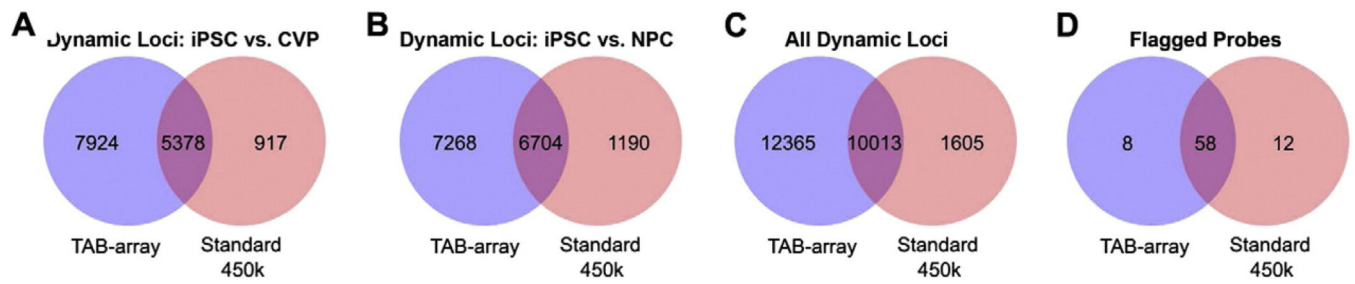 A
Dynamic Loci: iPSC vs. CVP
7924
5378
917
TAB-array
Standard
450k
B
Dynamic Loci: iPSC vs. NPC
7268
6704
1190
TAB-array
Standard
450k
C
All Dynamic Loci
12365
10013
1605
TAB-array
Standard
450k
D
Flagged Probes
8
58
12
TAB-array
Standard
450k